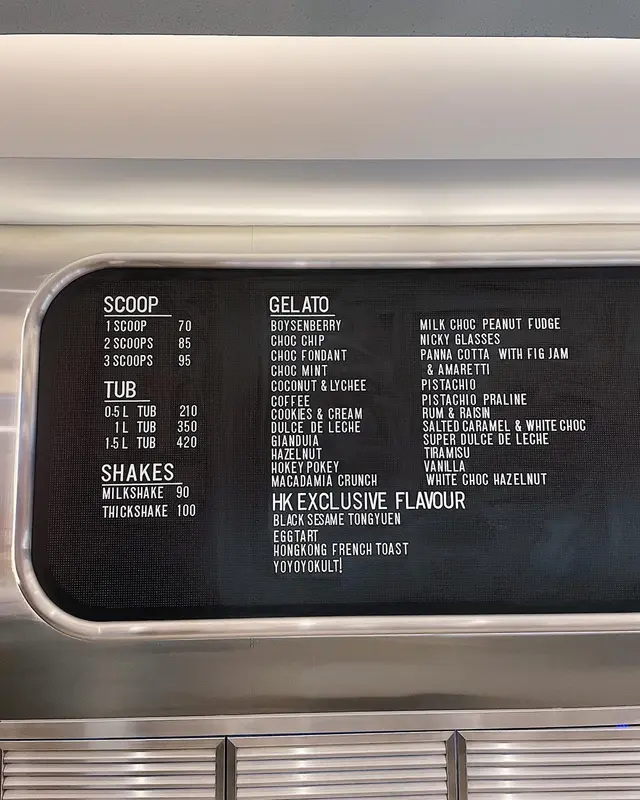 SCOOP
1 SCOOP 70
2 SCOOPS 85
3 SCOOPS 95
TUB
0.5 L TUB 210
1 L TUB 350
1.5 L TUB 420
SHAKES
MILKSHAKE 90
THICKSHAKE 100
GELATO
BOYSENBERRY
CHOC CHIP
CHOC FONDANT
CHOC MINT
COCONUT & LYCHEE
COFFEE
COOKIES & CREAM
DULCE DE LECHE
GIANDUIA
HAZELNUT
HOKEY POKEY
MACADAMIA CRUNCH
MILK CHOC PEANUT FUDGE
NICKY GLASSES
PANNA COTTA WITH FIG JAM
& AMARETTI
PISTACHIO
PISTACHIO PRALINE
RUM & RAISIN
SALTED CARAMEL & WHITE CHOC
SUPER DULCE DE LECHE
TIRAMISU
VANILLA
WHITE CHOC HAZELNUT
HK EXCLUSIVE FLAVOUR
BLACK SESAME TONGYUEN
EGGTART
HONGKONG FRENCH TOAST
YOYOYOKULT!